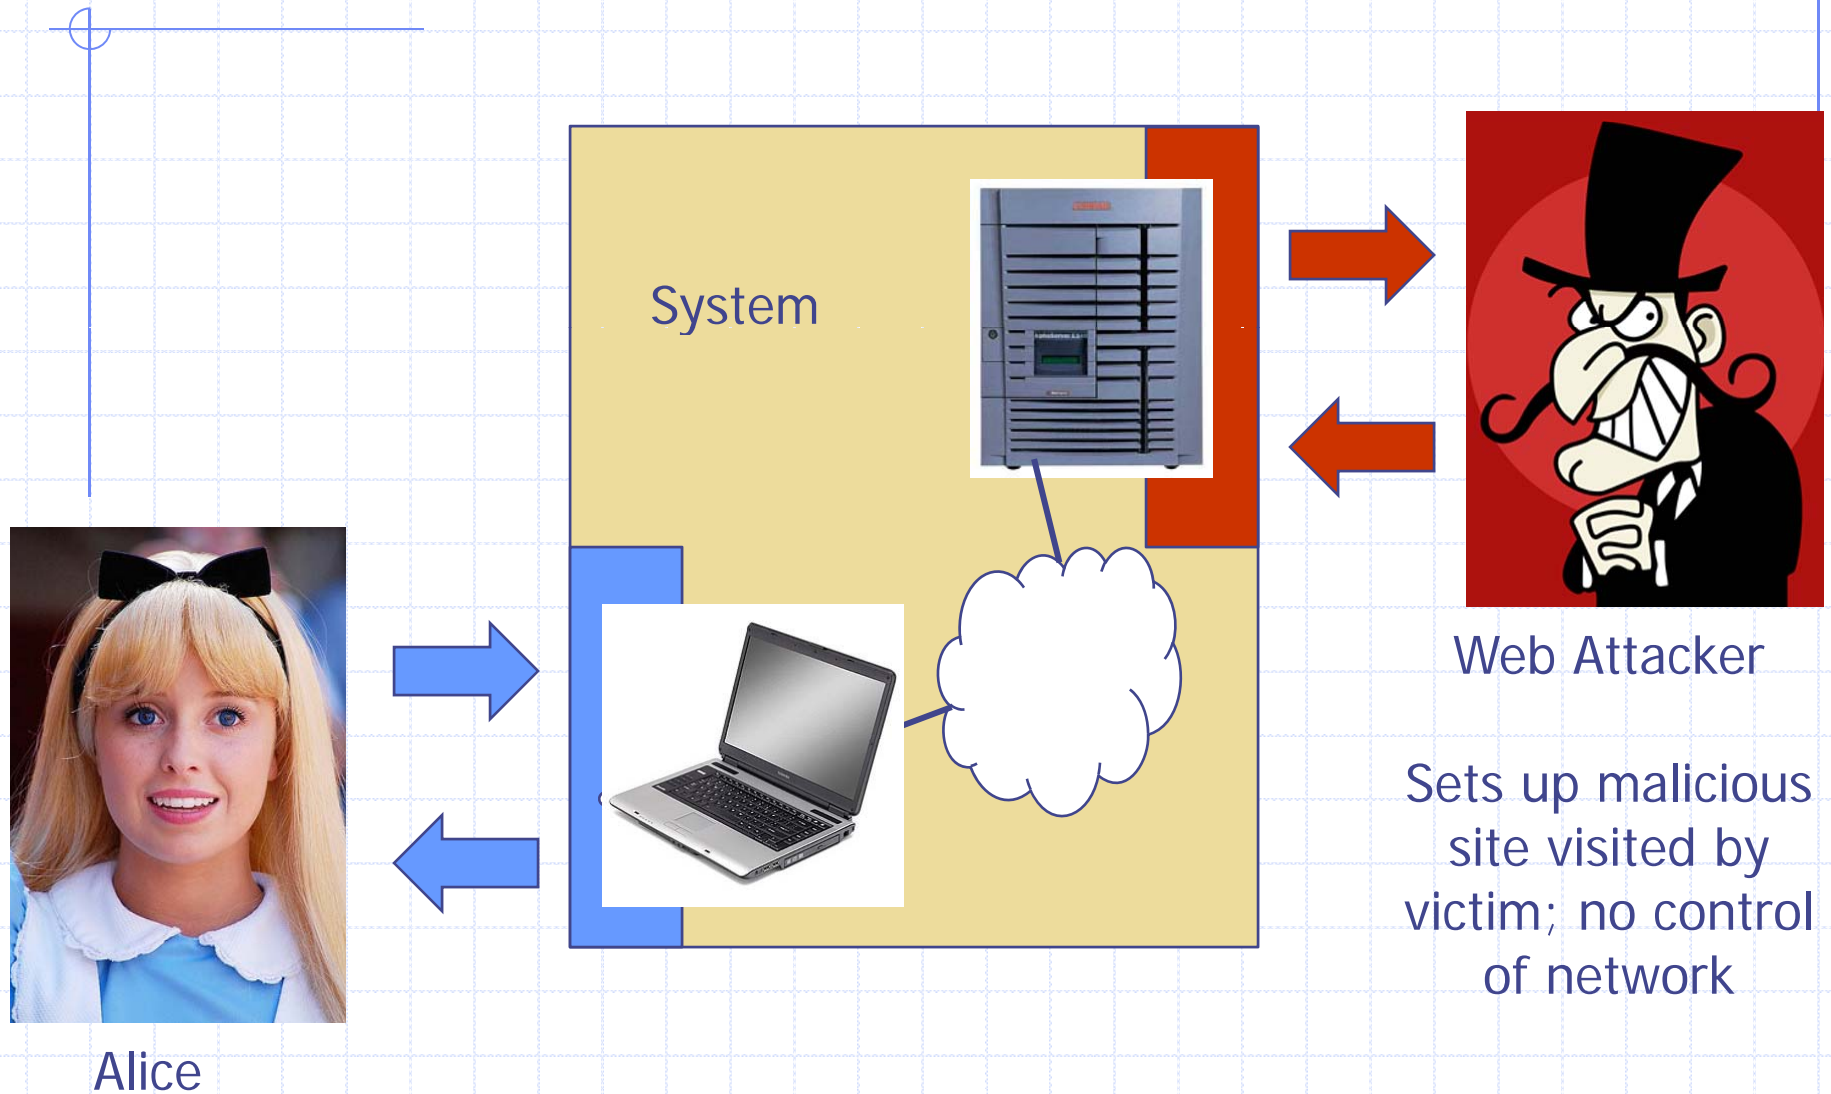 System
Web Attacker
Sets up malicious
site visited by
victim; no control
of network
Alice